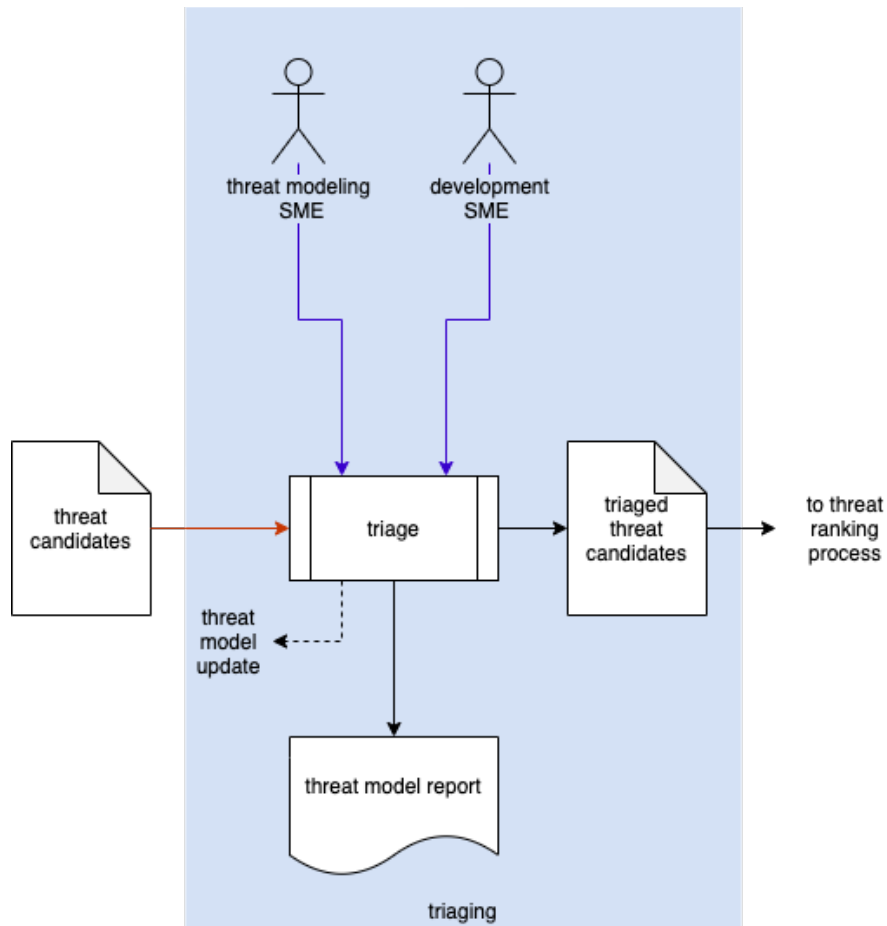 threat modeling
SME
development
SME
threat
candidates
triage
triaged
threat
candidates
to threat
ranking
process
threat
model
update
threat model report
triaging